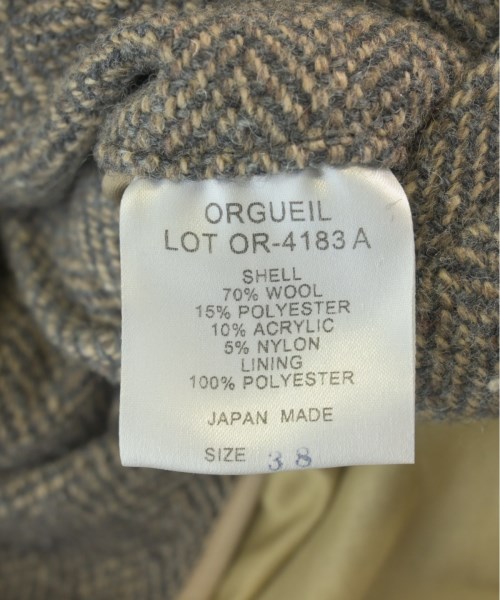 ORGUEIL
LOT OR-4183A
SHELL
70% WOOL
15% POLYESTER
10% ACRYLIC
5% NYLON
LINING
100% POLYESTER
JAPAN MADE
SIZE 38